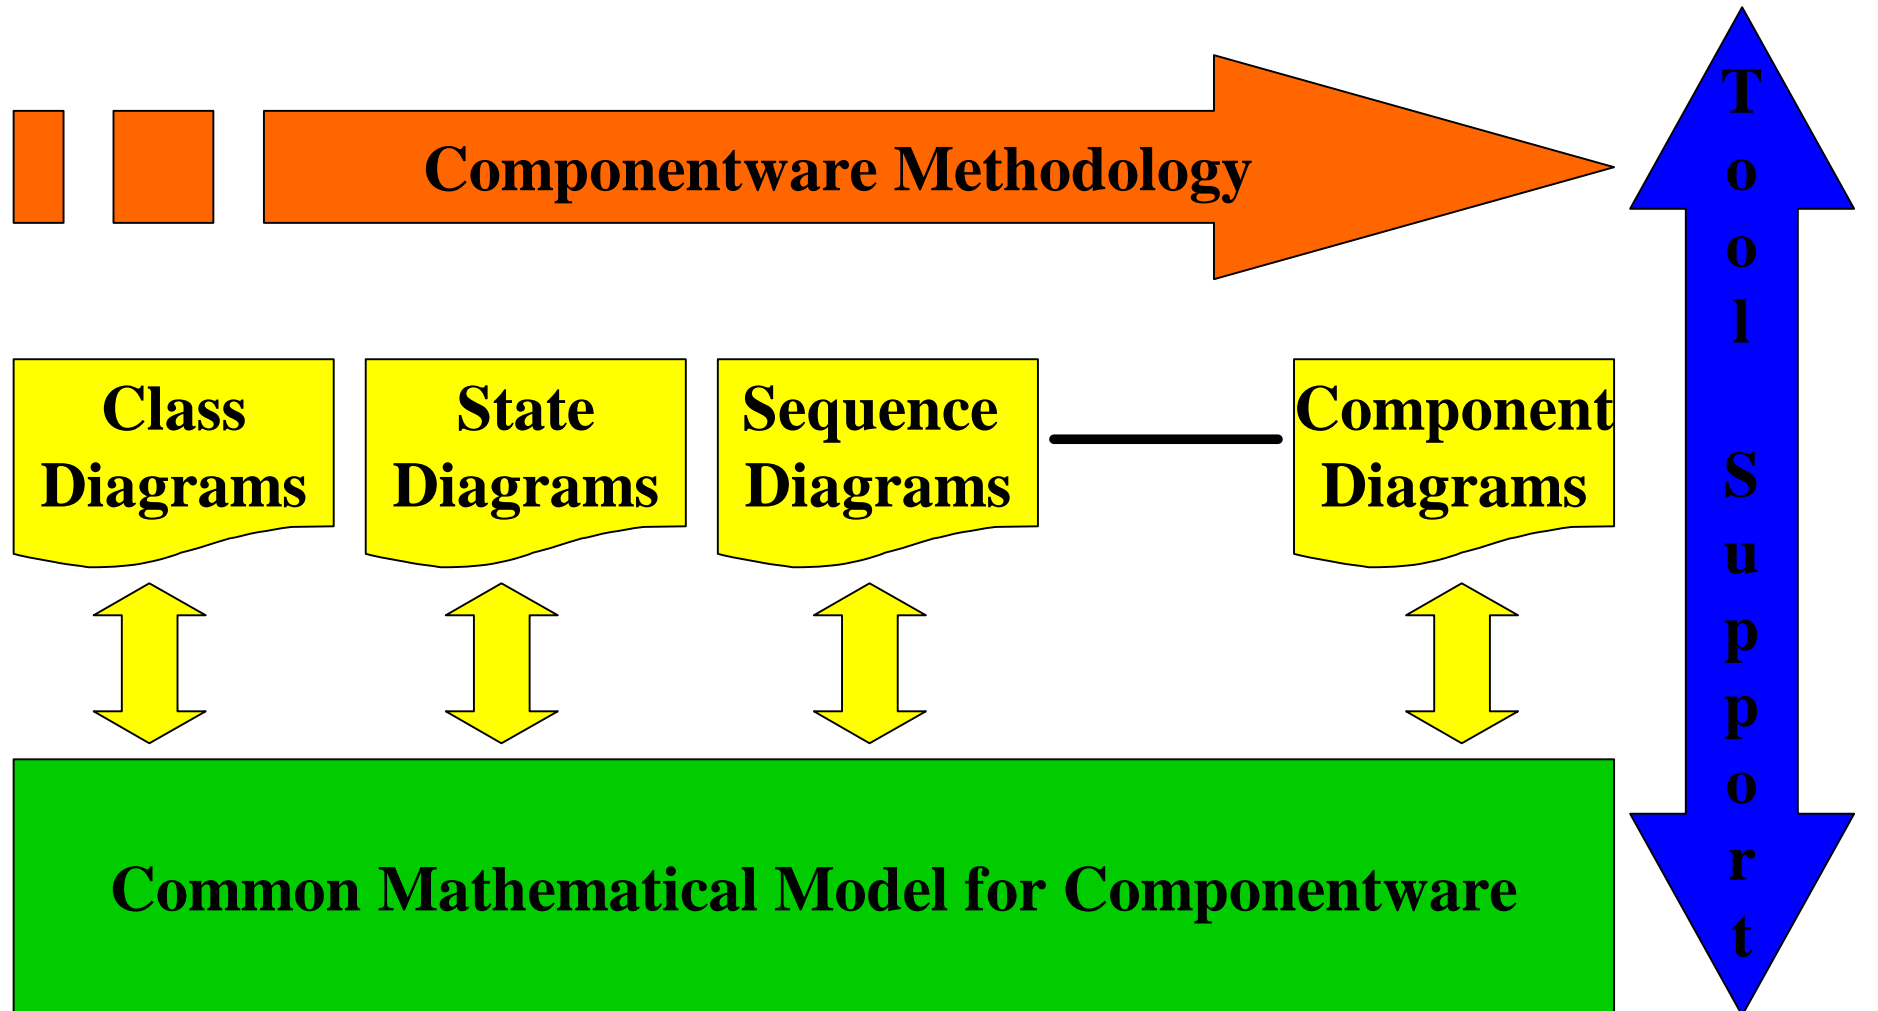 Componentware Methodology
Class
Diagrams
State
Diagrams
Sequence
Diagrams
Component
Diagrams
Common Mathematical Model for Componentware
Tool Support